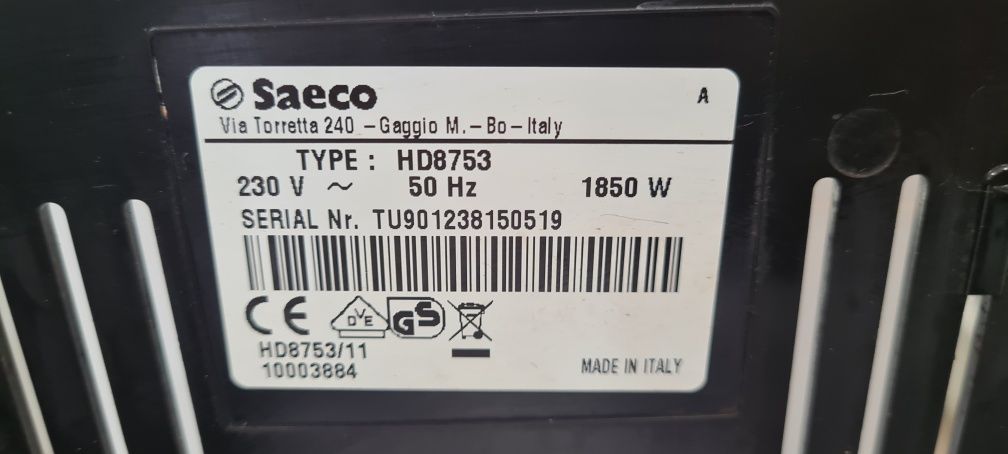 Saeco A
Via Torretta 240 -Gaggio M.-Bo-Italy
TYPE : HD8753
230 V ~ 50 Hz 1850 W
SERIAL Nr. TU901238150519
CE DVE GS
HD8753/11
10003884 MADE IN ITALY